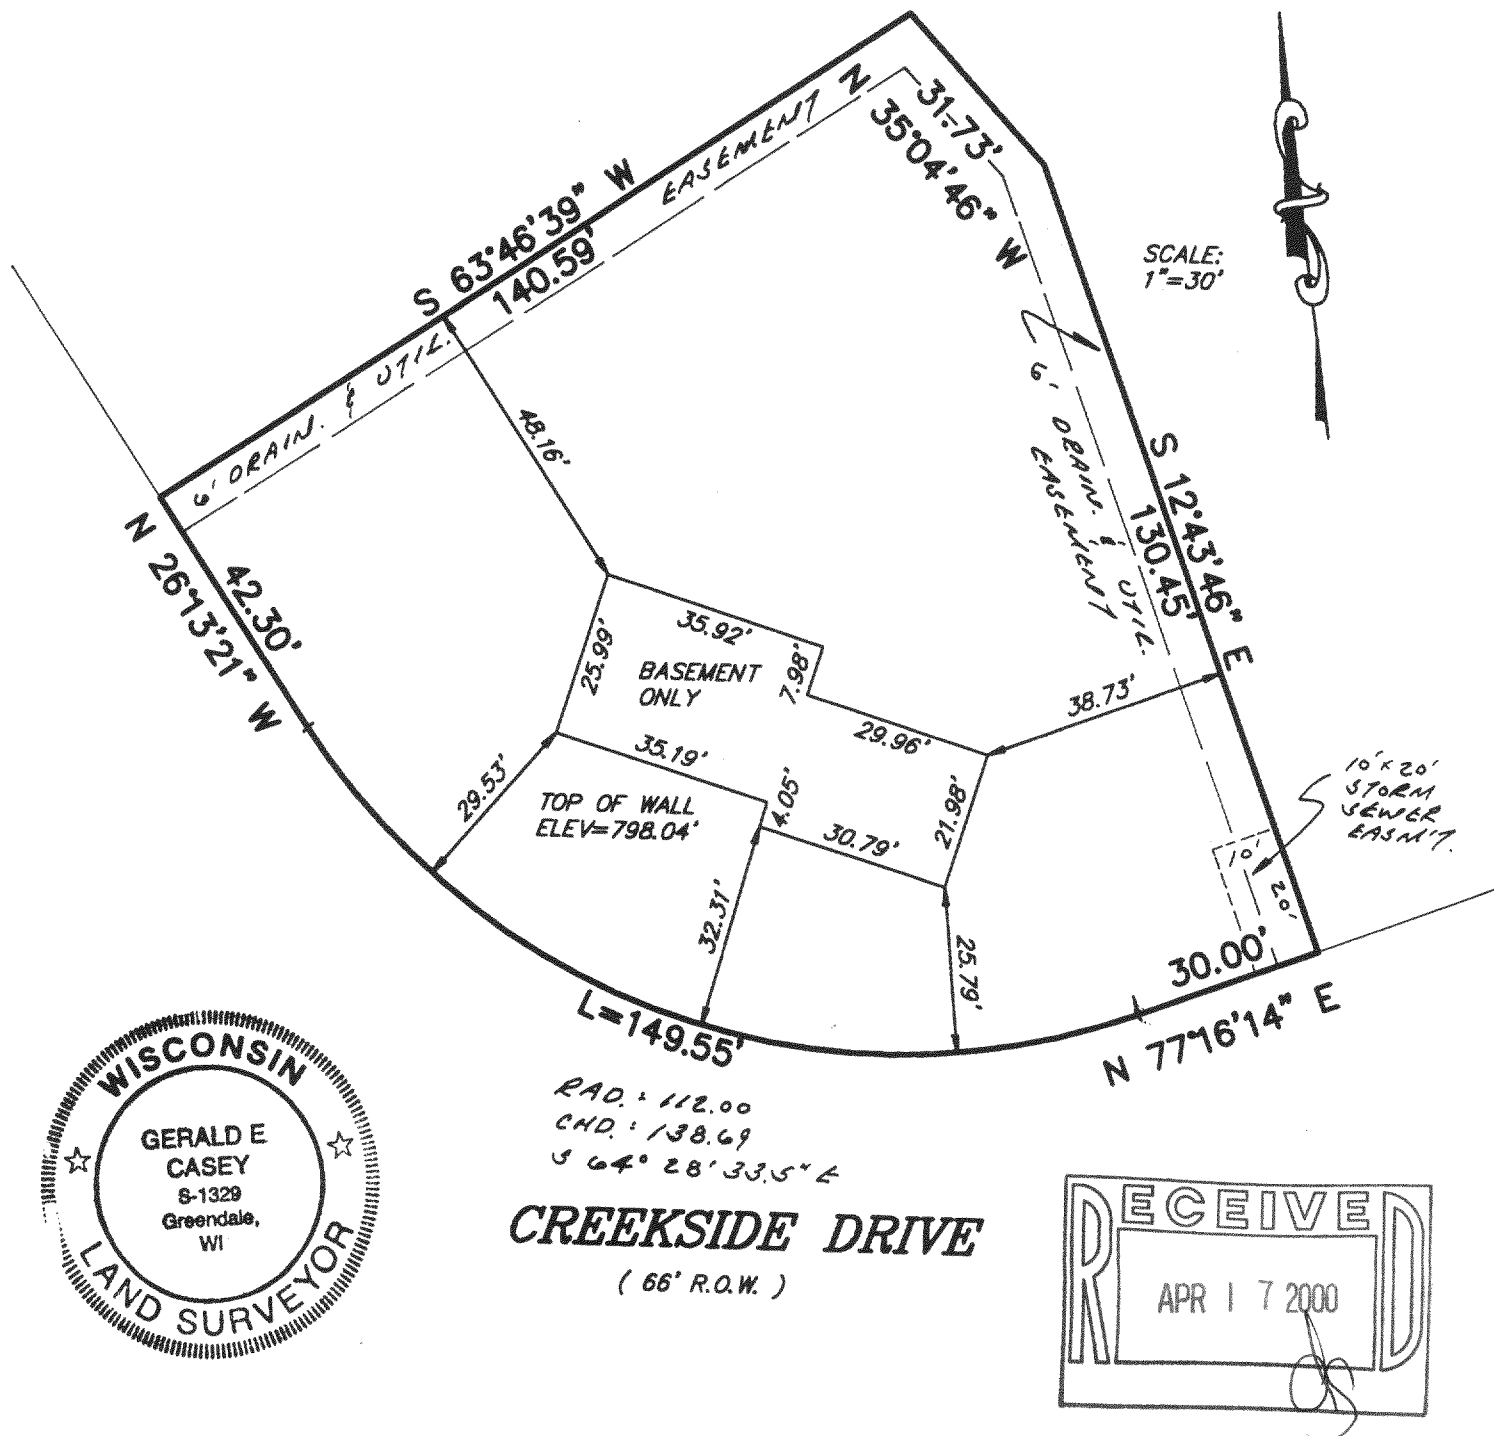 N 35°04'46" W
31.73'
S 63°46'39" W
140.59'
6' DRAIN. & UTIL. EASEMENT
SCALE:
1"=30'
6' DRAIN. & UTIL.
EASEMENT
S 12°43'46" E
130.45'
48.16'
N 26°13'21" W
42.30'
35.92'
25.99'
7.98'
BASEMENT
ONLY
29.96'
38.73'
35.19'
29.53'
TOP OF WALL
ELEV=798.04'
4.05'
30.79'
21.98'
10'x20'
STORM
SEWER
EASM'T.
10'
20'
32.31'
25.79'
30.00'
N 77°16'14" E
L=149.55'
RAD. : 112.00
CHD. : 138.69
S 64° 28' 33.5" E
CREEKSIDE DRIVE
( 66' R.O.W. )
WISCONSIN
GERALD E
CASEY
S-1329
Greendale,
WI
LAND SURVEYOR
RECEIVED
APR 17 2000